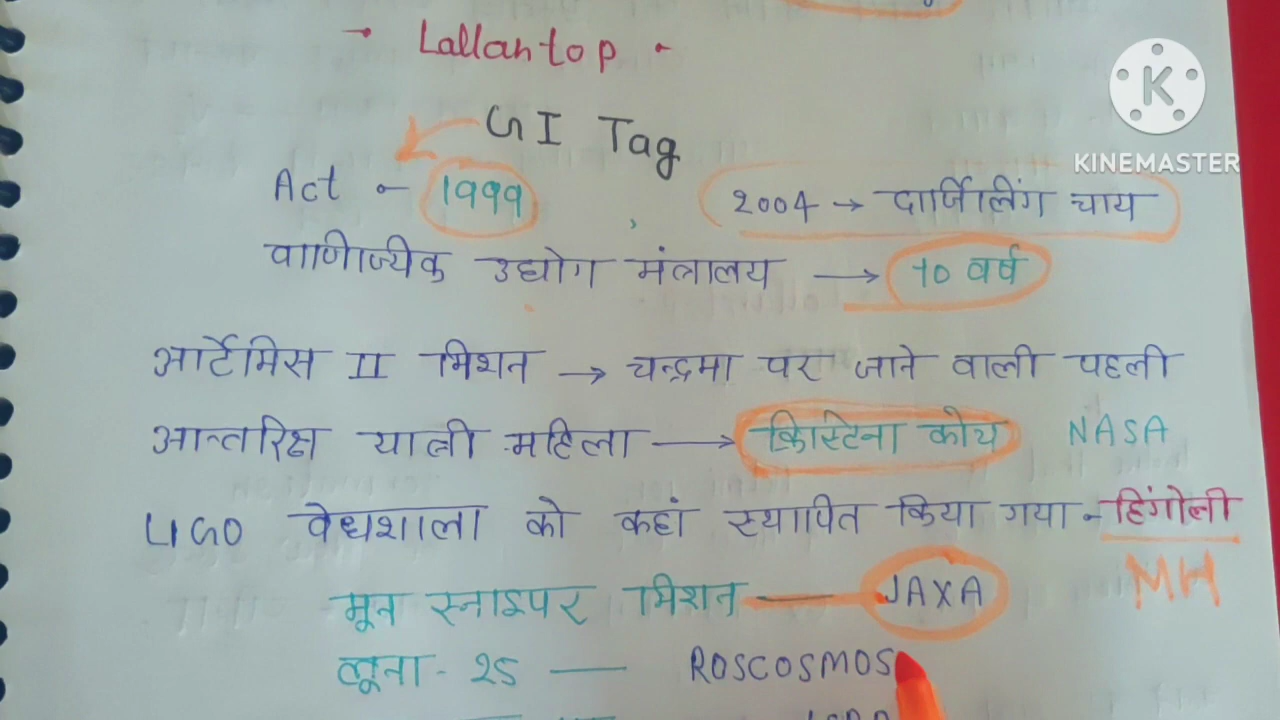 → Lallantop •
GI Tag
KINEMASTER
Act - 1999 2004 → दार्जिलिंग चाय
वाणिज्यिक उद्योग मंत्रालय → 10 वर्ष
आर्टेमिस II मिशन → चन्द्रमा पर जाने वाली पहली
आन्तरिक्ष यात्री महिला → क्रिस्टिना कोच NASA
LIGO वेधशाला को कहां स्थापित किया गया - हिंगोली
MH
मून स्नाइपर मिशन — JAXA
लूना - 25 — ROSCOSMOS